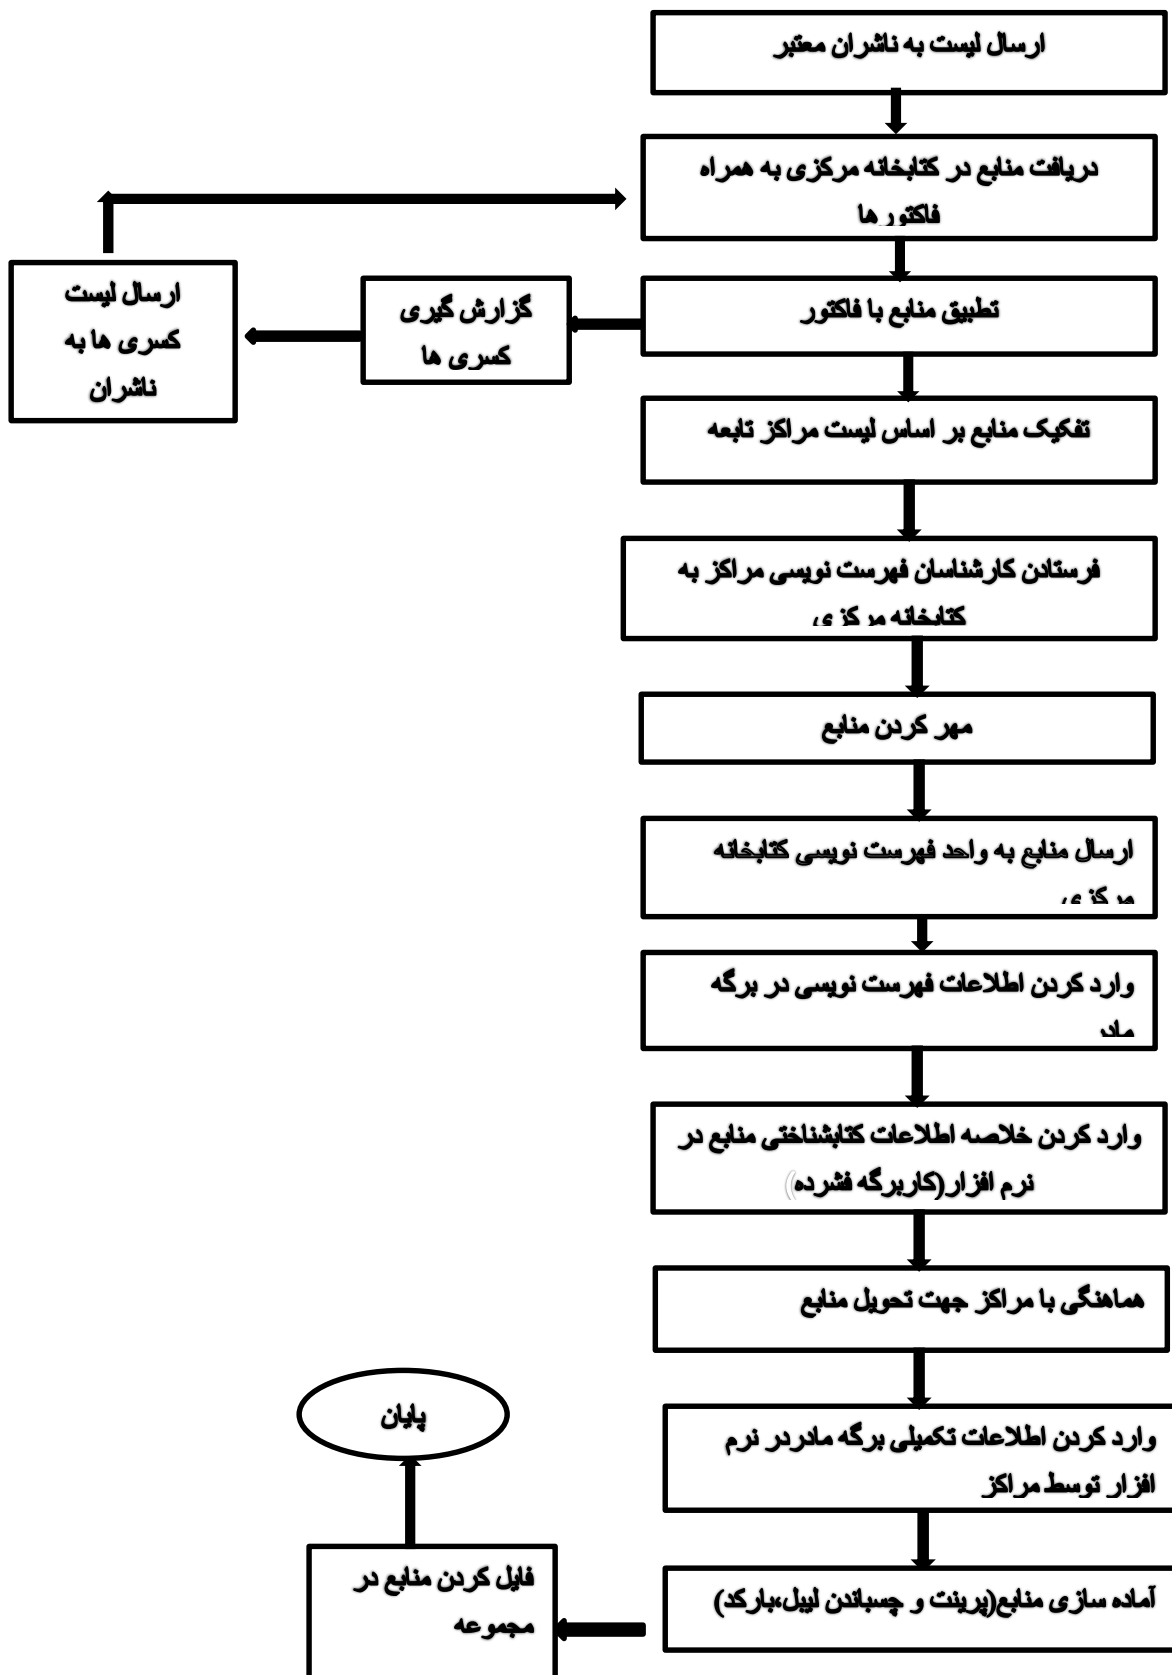 ارسال لیست به ناشران معتبر
دریافت منابع در کتابخانه مرکزی به همراه
فاکتورها
تطبیق منابع با فاکتور
گزارش گیری
کسری ها
ارسال لیست
کسری ها به
ناشران
تفکیک منابع بر اساس لیست مراکز تابعه
فرستادن کارشناسان فهرست نویسی مراکز به
کتابخانه مرکزی
مهر کردن منابع
ارسال منابع به واحد فهرست نویسی کتابخانه
مرکزی
وارد کردن اطلاعات فهرست نویسی در برگه
مادر
وارد کردن خلاصه اطلاعات کتابشناختی منابع در
نرم افزار(کاربرگه فشرده)
هماهنگی با مراکز جهت تحویل منابع
وارد کردن اطلاعات تکمیلی برگه مادردر نرم
افزار توسط مراکز
آماده سازی منابع(پرینت و چسباندن لیبل،بارکد)
فایل کردن منابع در
مجموعه
پایان